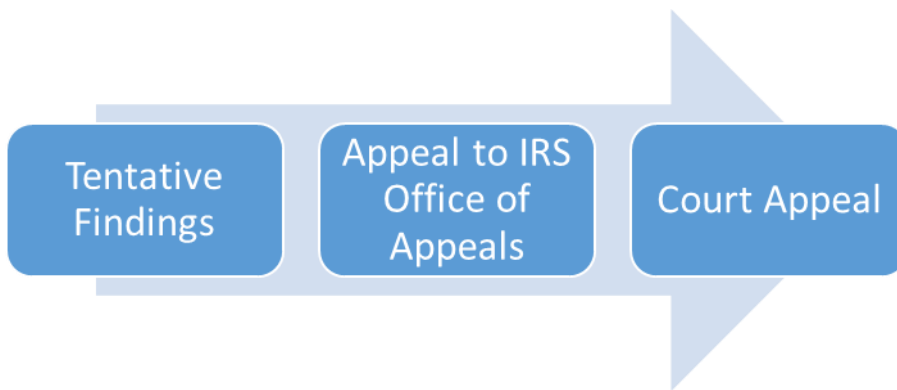 Tentative
Findings
Appeal to IRS
Office of
Appeals
Court Appeal